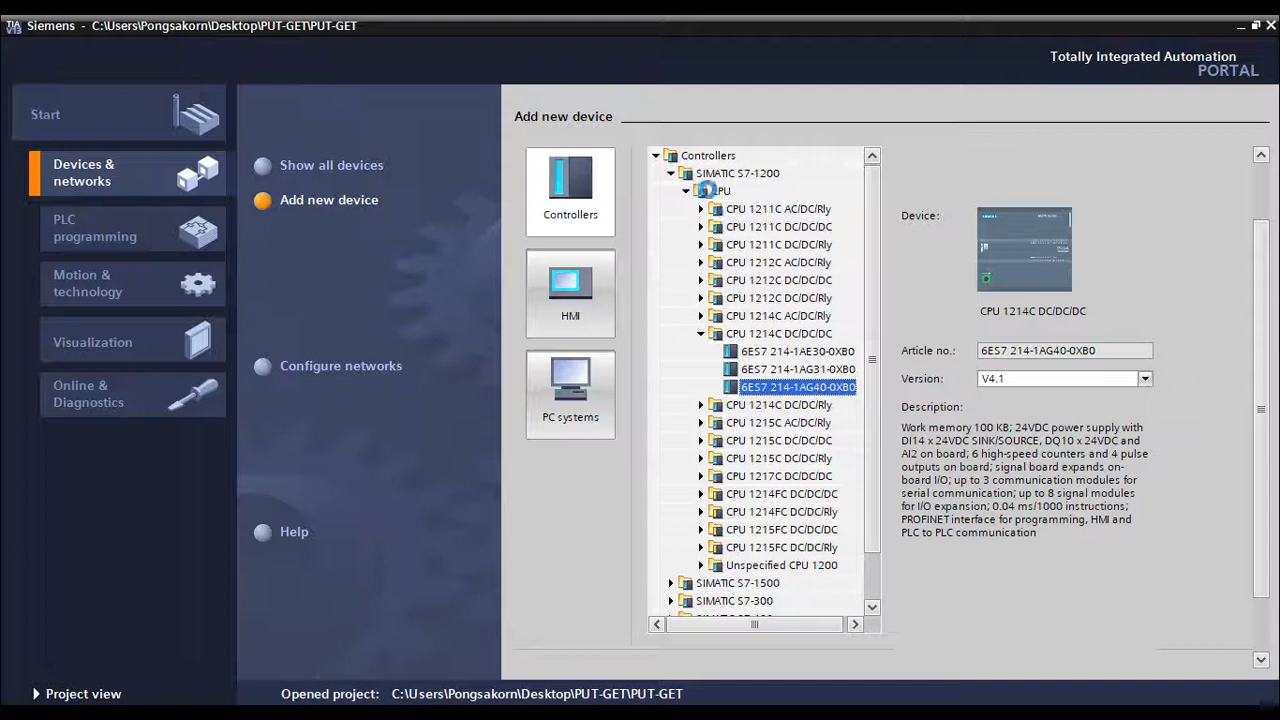 TIA V13 Siemens - C:\Users\Pongsakorn\Desktop\PUT-GET\PUT-GET
Totally Integrated Automation
PORTAL
Start
Devices &
networks
PLC
programming
Motion &
technology
Visualization
Online &
Diagnostics
Show all devices
Add new device
Configure networks
Help
Add new device
Controllers
HMI
PC systems
Controllers
SIMATIC S7-1200
CPU 1211C AC/DC/Rly
CPU 1211C DC/DC/DC
CPU 1211C DC/DC/Rly
CPU 1212C AC/DC/Rly
CPU 1212C DC/DC/DC
CPU 1212C DC/DC/Rly
CPU 1214C AC/DC/Rly
CPU 1214C DC/DC/DC
6ES7 214-1AE30-0XB0
6ES7 214-1AG31-0XB0
6ES7 214-1AG40-0XB0
CPU 1214C DC/DC/Rly
CPU 1215C AC/DC/Rly
CPU 1215C DC/DC/DC
CPU 1215C DC/DC/Rly
CPU 1217C DC/DC/DC
CPU 1214FC DC/DC/DC
CPU 1214FC DC/DC/Rly
CPU 1215FC DC/DC/DC
CPU 1215FC DC/DC/Rly
Unspecified CPU 1200
SIMATIC S7-1500
SIMATIC S7-300
Device:
CPU 1214C DC/DC/DC
Article no.: 6ES7 214-1AG40-0XB0
Version: V4.1
Description:
Work memory 100 KB; 24VDC power supply with
DI14 x 24VDC SINK/SOURCE, DQ10 x 24VDC and
AI2 on board; 6 high-speed counters and 4 pulse
outputs on board; signal board expands on-
board I/O; up to 3 communication modules for
serial communication; up to 8 signal modules
for I/O expansion; 0.04 ms/1000 instructions;
PROFINET interface for programming, HMI and
PLC to PLC communication
Project view
Opened project: C:\Users\Pongsakorn\Desktop\PUT-GET\PUT-GET